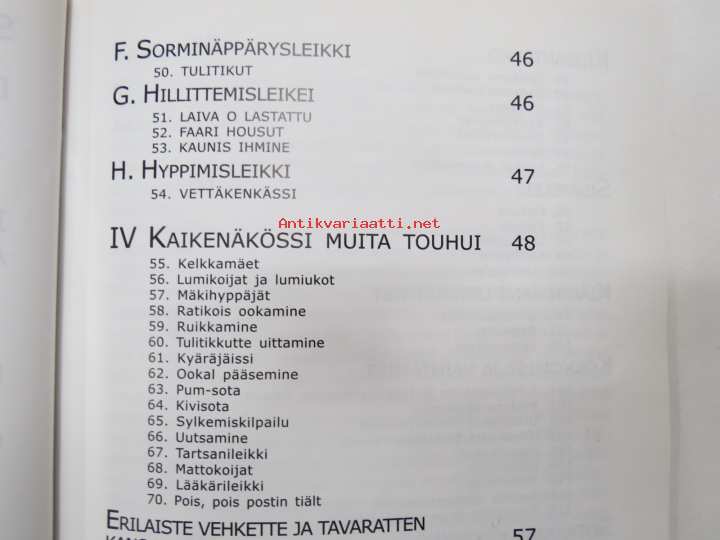 F. SORMINÄPPÄRYSLEIKKI 46
50. TULITIKUT
G. HILLITTEMISLEIKEI 46
51. LAIVA O LASTATTU
52. FAARI HOUSUT
53. KAUNIS IHMINE
H. HYPPIMISLEIKKI 47
54. VETTÄKENKÄSSI
Antikvariaatti.net
IV KAIKENÄKÖSSI MUITA TOUHUI 48
55. Kelkkamäet
56. Lumikoijat ja lumiukot
57. Mäkihyppäjät
58. Ratikois ookamine
59. Ruikkamine
60. Tulitikkutte uittamine
61. Kyäräjäissi
62. Ookal pääsemine
63. Pum-sota
64. Kivisota
65. Sylkemiskilpailu
66. Uutsamine
67. Tartsanileikki
68. Mattokoijat
69. Lääkärileikki
70. Pois, pois postin tiält
ERILAISTE VEHKETTE JA TAVARATTEN 57